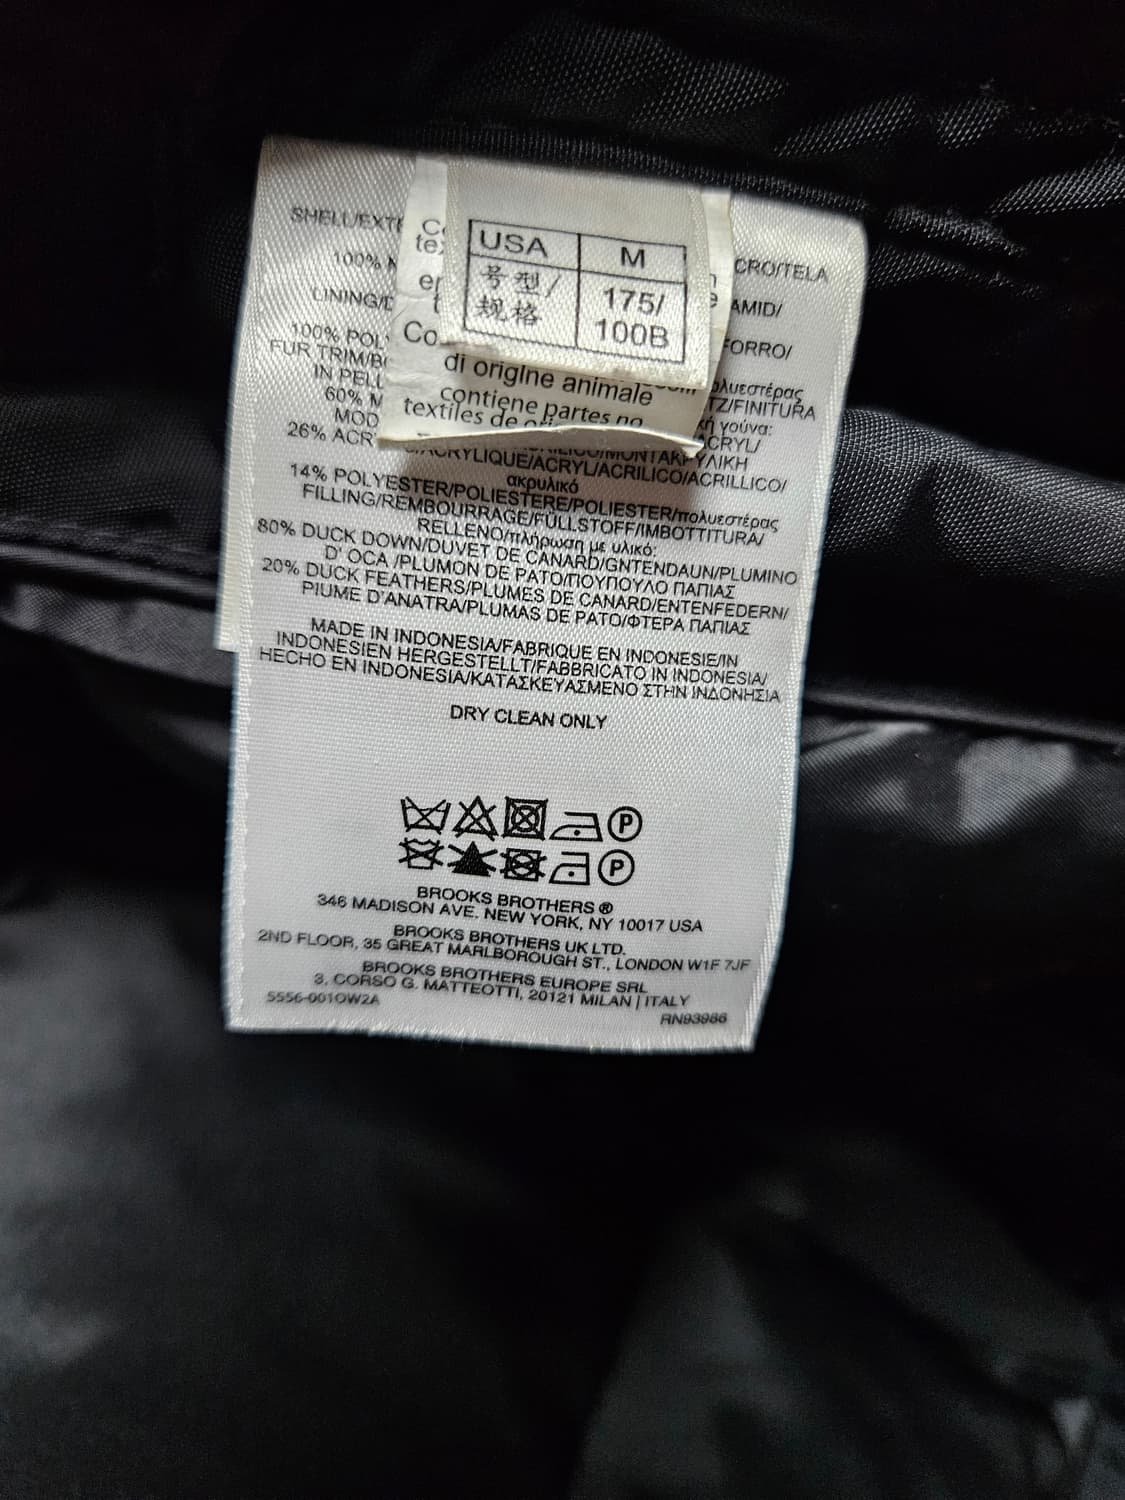 USA M
号型/ 175/
规格 100B
di origIne animale
contiene partes no
textiles de
SHELL/EXT
CRO/TELA
100%
AMID/
LINING/
FORRO/
100% POL
ολυεστέρας
FUR TRIM/B
TZ/FINITURA
IN PELL
κή γούνα:
60% M
ACRYL/
MOD
ΥΛΙΚΗ
26% ACR
ACRYLIQUE/ACRYL/ACRILICO/ACRILLICO/
ακρυλικό
14% POLYESTER/POLIESTERE/POLIESTER/πολυεστέρας
FILLING/REMBOURRAGE/FÜLLSTOFF/IMBOTTITURA/
RELLENO/πλήρωση με υλικό:
80% DUCK DOWN/DUVET DE CANARD/GNTENDAUN/PLUMINO
D' OCA /PLUMON DE PATO/ΠΟΥΠΟΥΛΟ ΠΑΠΙΑΣ
20% DUCK FEATHERS/PLUMES DE CANARD/ENTENFEDERN/
PIUME D'ANATRA/PLUMAS DE PATO/ΦΤΕΡΑ ΠΑΠΙΑΣ
MADE IN INDONESIA/FABRIQUE EN INDONESIE/IN
INDONESIEN HERGESTELLT/FABBRICATO IN INDONESIA/
HECHO EN INDONESIA/ΚΑΤΑΣΚΕΥΑΣΜΕΝΟ ΣΤΗΝ ΙΝΔΟΝΗΣΙΑ
DRY CLEAN ONLY
P
P
BROOKS BROTHERS ®
346 MADISON AVE. NEW YORK, NY 10017 USA
BROOKS BROTHERS UK LTD.
2ND FLOOR, 35 GREAT MARLBOROUGH ST., LONDON W1F 7JF
BROOKS BROTHERS EUROPE SRL
3, CORSO G. MATTEOTTI, 20121 MILAN | ITALY
5556-001OW2A
RN93986